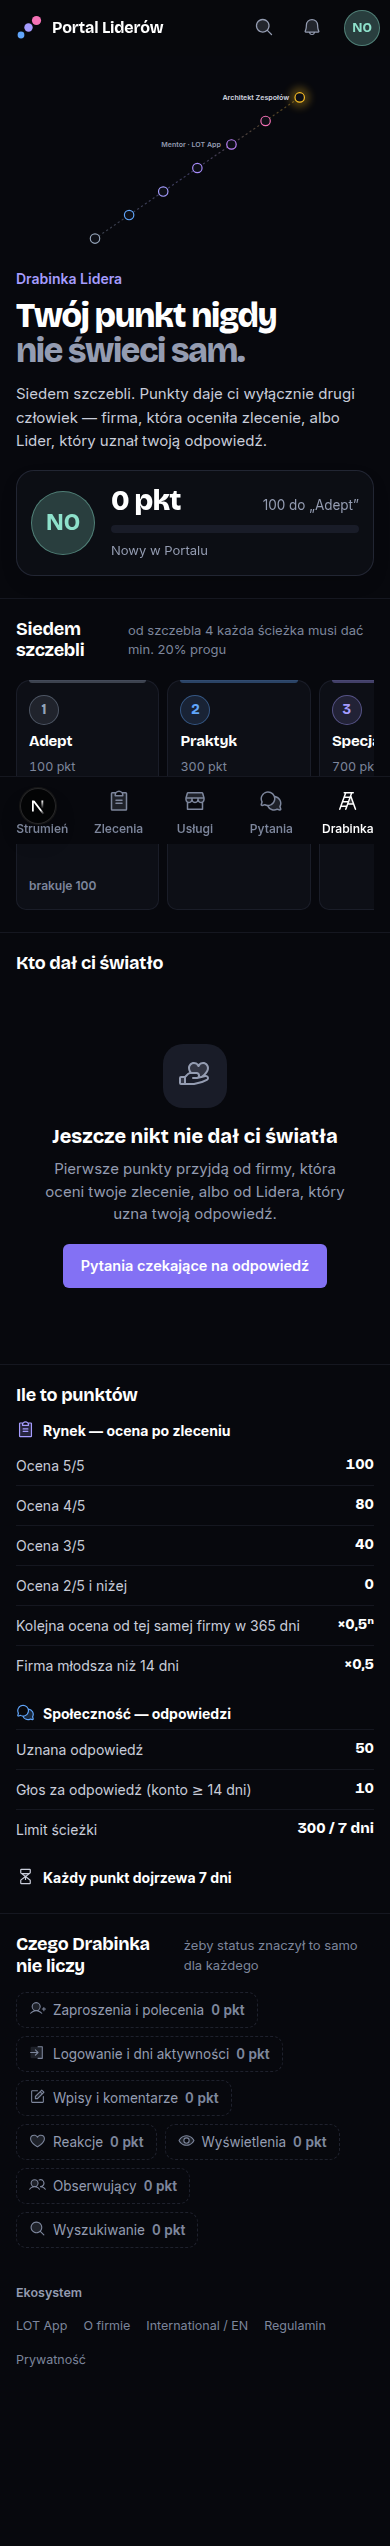 Portal Liderów
NO
Architekt Zespołów
Mentor · LOT App
Drabinka Lidera
Twój punkt nigdy
nie świeci sam.
Siedem szczebli. Punkty daje ci wyłącznie drugi
człowiek — firma, która oceniła zlecenie, albo
Lider, który uznał twoją odpowiedź.
NO
0 pkt
100 do „Adept”
Nowy w Portalu
Siedem
szczebli
od szczebla 4 każda ścieżka musi dać
min. 20% progu
1
2
3
Adept
Praktyk
Specja
100 pkt
300 pkt
700 pk
N
Strumień
Zlecenia
Usługi
Pytania
Drabinka
brakuje 100
Kto dał ci światło
Jeszcze nikt nie dał ci światła
Pierwsze punkty przyjdą od firmy, która
oceni twoje zlecenie, albo od Lidera, który
uzna twoją odpowiedź.
Pytania czekające na odpowiedź
Ile to punktów
Rynek — ocena po zleceniu
Ocena 5/5 100
Ocena 4/5 80
Ocena 3/5 40
Ocena 2/5 i niżej 0
Kolejna ocena od tej samej firmy w 365 dni ×0,5ⁿ
Firma młodsza niż 14 dni ×0,5
Społeczność — odpowiedzi
Uznana odpowiedź 50
Głos za odpowiedź (konto ≥ 14 dni) 10
Limit ścieżki 300 / 7 dni
Każdy punkt dojrzewa 7 dni
Czego Drabinka
nie liczy
żeby status znaczył to samo
dla każdego
Zaproszenia i polecenia 0 pkt
Logowanie i dni aktywności 0 pkt
Wpisy i komentarze 0 pkt
Reakcje 0 pkt
Wyświetlenia 0 pkt
Obserwujący 0 pkt
Wyszukiwanie 0 pkt
Ekosystem
LOT App O firmie International / EN Regulamin
Prywatność